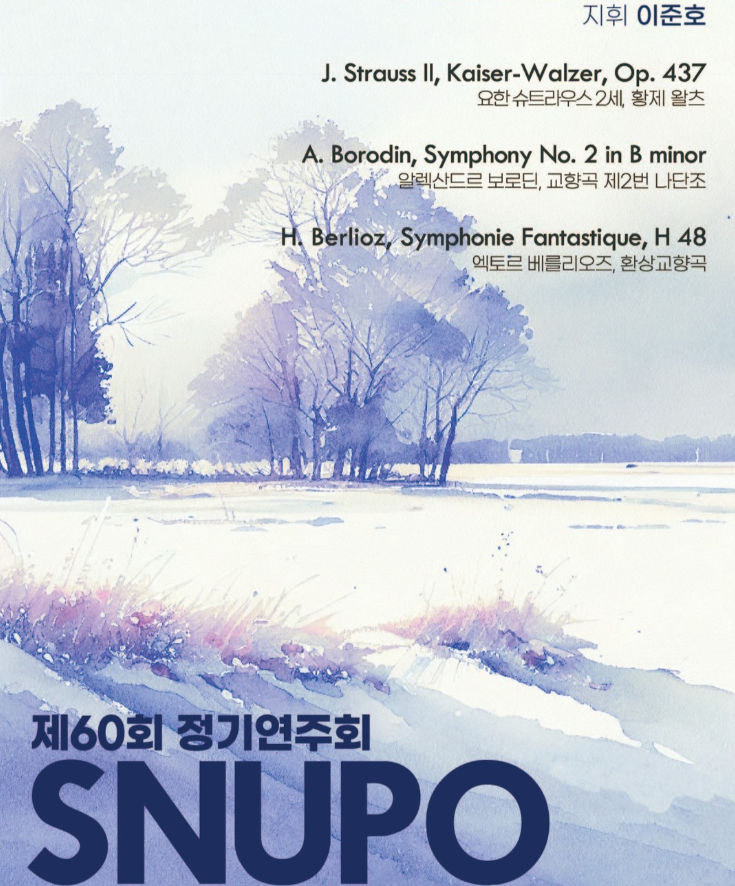 지휘 이준호
J. Strauss II, Kaiser-Walzer, Op. 437
요한 슈트라우스 2세, 황제 왈츠
A. Borodin, Symphony No. 2 in B minor
알렉산드르 보로딘, 교향곡 제2번 나단조
H. Berlioz, Symphonie Fantastique, H 48
엑토르 베를리오즈, 환상교향곡
제60회 정기연주회
SNUPO